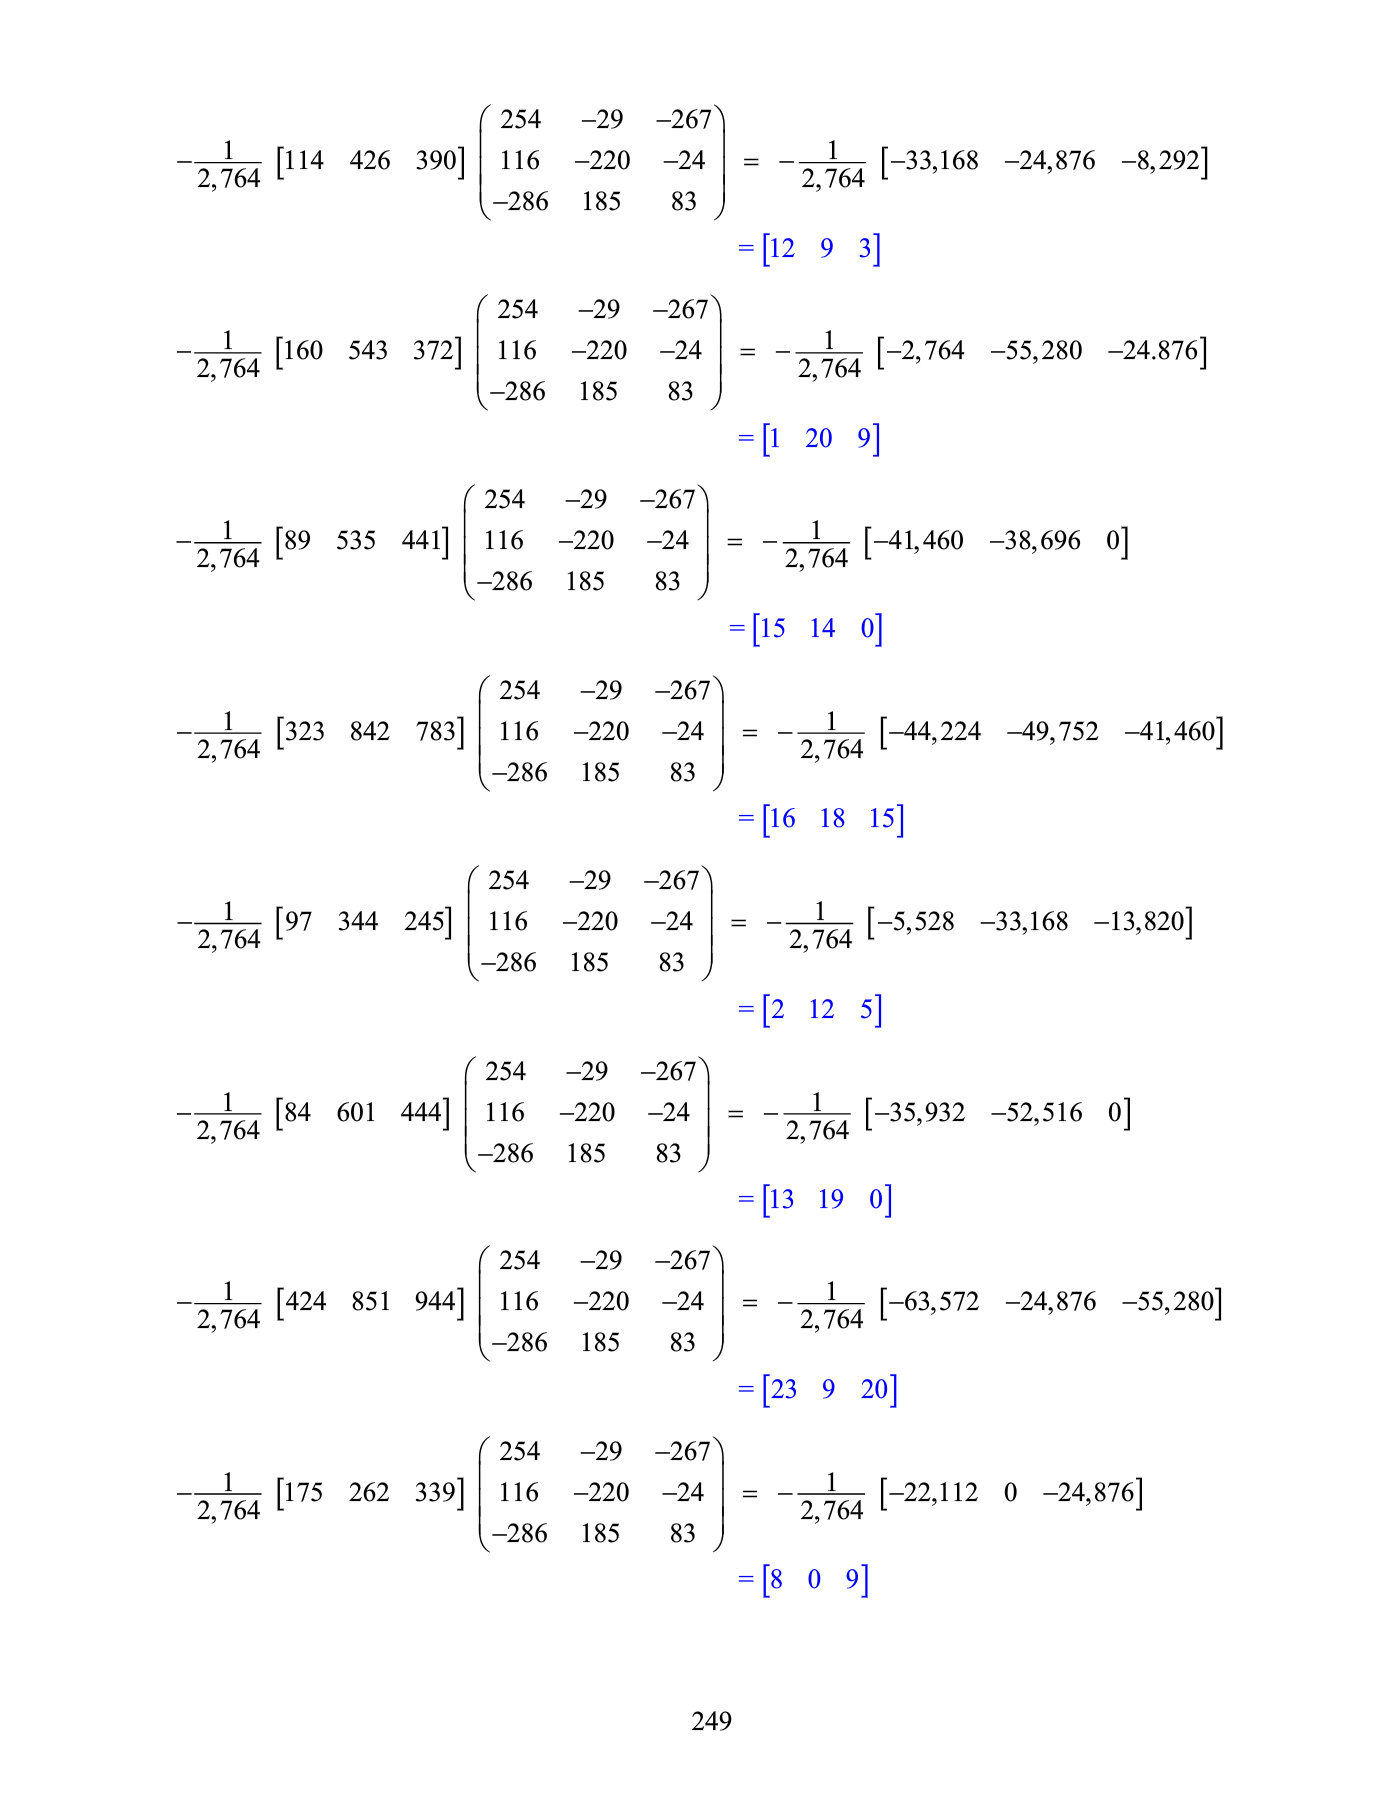 $-\frac{1}{2,764} \begin{bmatrix} 114 & 426 & 390 \end{bmatrix} \begin{pmatrix} 254 & -29 & -267 \\ 116 & -220 & -24 \\ -286 & 185 & 83 \end{pmatrix} = -\frac{1}{2,764} \begin{bmatrix} -33,168 & -24,876 & -8,292 \end{bmatrix}$
$= \begin{bmatrix} 12 & 9 & 3 \end{bmatrix}$
$-\frac{1}{2,764} \begin{bmatrix} 160 & 543 & 372 \end{bmatrix} \begin{pmatrix} 254 & -29 & -267 \\ 116 & -220 & -24 \\ -286 & 185 & 83 \end{pmatrix} = -\frac{1}{2,764} \begin{bmatrix} -2,764 & -55,280 & -24.876 \end{bmatrix}$
$= \begin{bmatrix} 1 & 20 & 9 \end{bmatrix}$
$-\frac{1}{2,764} \begin{bmatrix} 89 & 535 & 441 \end{bmatrix} \begin{pmatrix} 254 & -29 & -267 \\ 116 & -220 & -24 \\ -286 & 185 & 83 \end{pmatrix} = -\frac{1}{2,764} \begin{bmatrix} -41,460 & -38,696 & 0 \end{bmatrix}$
$= \begin{bmatrix} 15 & 14 & 0 \end{bmatrix}$
$-\frac{1}{2,764} \begin{bmatrix} 323 & 842 & 783 \end{bmatrix} \begin{pmatrix} 254 & -29 & -267 \\ 116 & -220 & -24 \\ -286 & 185 & 83 \end{pmatrix} = -\frac{1}{2,764} \begin{bmatrix} -44,224 & -49,752 & -41,460 \end{bmatrix}$
$= \begin{bmatrix} 16 & 18 & 15 \end{bmatrix}$
$-\frac{1}{2,764} \begin{bmatrix} 97 & 344 & 245 \end{bmatrix} \begin{pmatrix} 254 & -29 & -267 \\ 116 & -220 & -24 \\ -286 & 185 & 83 \end{pmatrix} = -\frac{1}{2,764} \begin{bmatrix} -5,528 & -33,168 & -13,820 \end{bmatrix}$
$= \begin{bmatrix} 2 & 12 & 5 \end{bmatrix}$
$-\frac{1}{2,764} \begin{bmatrix} 84 & 601 & 444 \end{bmatrix} \begin{pmatrix} 254 & -29 & -267 \\ 116 & -220 & -24 \\ -286 & 185 & 83 \end{pmatrix} = -\frac{1}{2,764} \begin{bmatrix} -35,932 & -52,516 & 0 \end{bmatrix}$
$= \begin{bmatrix} 13 & 19 & 0 \end{bmatrix}$
$-\frac{1}{2,764} \begin{bmatrix} 424 & 851 & 944 \end{bmatrix} \begin{pmatrix} 254 & -29 & -267 \\ 116 & -220 & -24 \\ -286 & 185 & 83 \end{pmatrix} = -\frac{1}{2,764} \begin{bmatrix} -63,572 & -24,876 & -55,280 \end{bmatrix}$
$= \begin{bmatrix} 23 & 9 & 20 \end{bmatrix}$
$-\frac{1}{2,764} \begin{bmatrix} 175 & 262 & 339 \end{bmatrix} \begin{pmatrix} 254 & -29 & -267 \\ 116 & -220 & -24 \\ -286 & 185 & 83 \end{pmatrix} = -\frac{1}{2,764} \begin{bmatrix} -22,112 & 0 & -24,876 \end{bmatrix}$
$= \begin{bmatrix} 8 & 0 & 9 \end{bmatrix}$
249